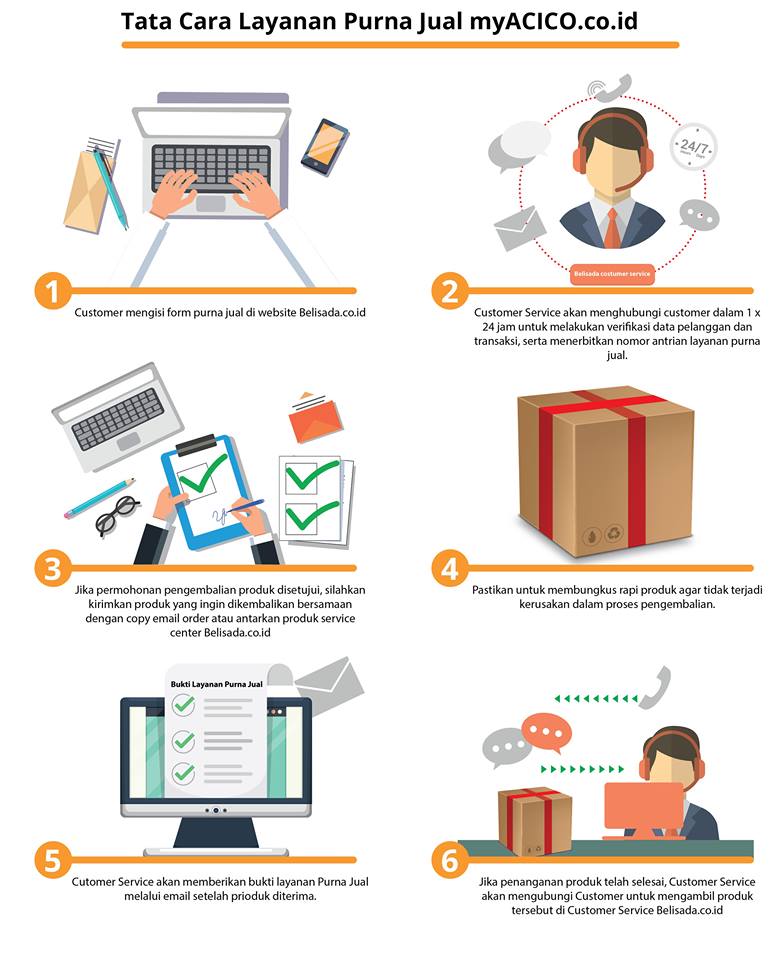 Tata Cara Layanan Purna Jual myACICO.co.id
1
Customer mengisi form purna jual di website Belisada.co.id
24/7
Belisada costumer service
2
Customer Service akan menghubungi customer dalam 1 x
24 jam untuk melakukan verifikasi data pelanggan dan
transaksi, serta menerbitkan nomor antrian layanan purna
jual.
3
Jika permohonan pengembalian produk disetujui, silahkan
kirimkan produk yang ingin dikembalikan bersamaan
dengan copy email order atau antarkan produk service
center Belisada.co.id
4
Pastikan untuk membungkus rapi produk agar tidak terjadi
kerusakan dalam proses pengembalian.
Bukti Layanan Purna Jual
5
Cutomer Service akan memberikan bukti layanan Purna Jual
melalui email setelah prioduk diterima.
6
Jika penanganan produk telah selesai, Customer Service
akan mengubungi Customer untuk mengambil produk
tersebut di Customer Service Belisada.co.id